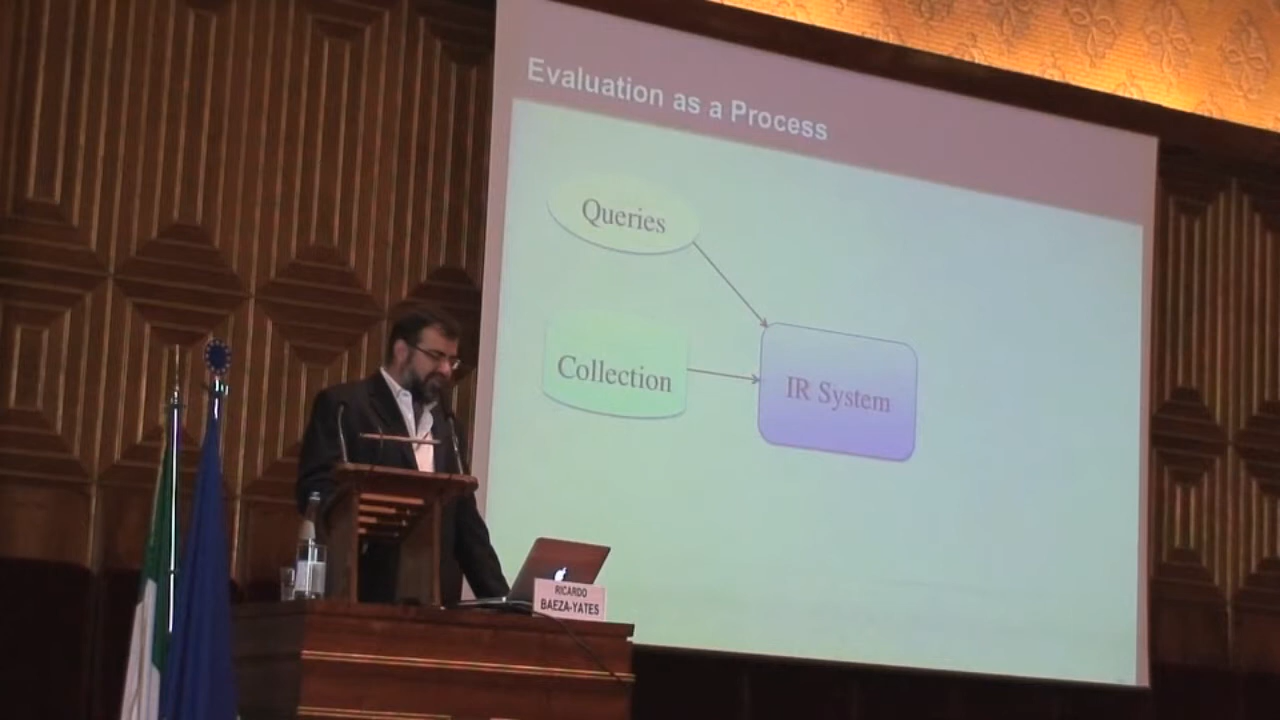 Evaluation as a Process
Queries
Collection
IR System
RICARDO
BAEZA-YATES